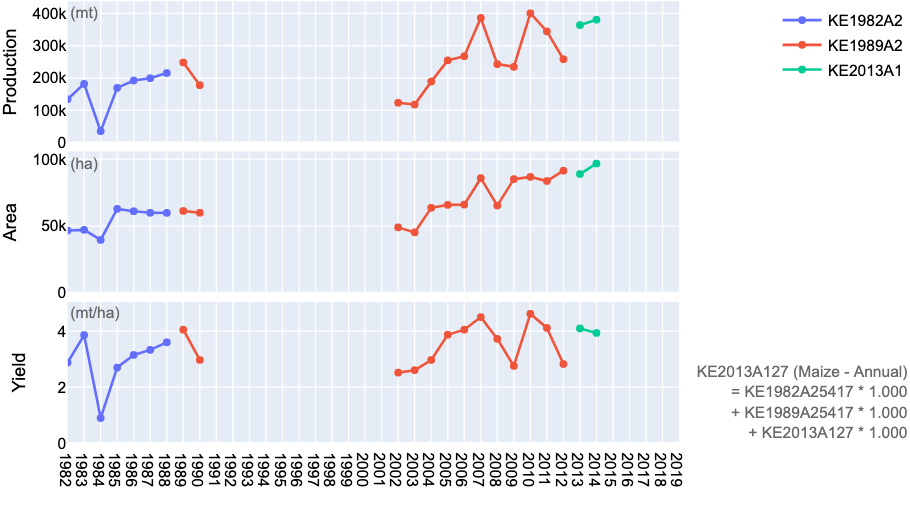 Production
(mt)
400k
300k
200k
100k
0
KE1982A2
KE1989A2
KE2013A1
Area
(ha)
100k
50k
0
Yield
(mt/ha)
4
2
0
KE2013A127 (Maize - Annual)
= KE1982A25417 * 1.000
+ KE1989A25417 * 1.000
+ KE2013A127 * 1.000
1982
1983
1984
1985
1986
1987
1988
1989
1990
1991
1992
1993
1994
1995
1996
1997
1998
1999
2000
2001
2002
2003
2004
2005
2006
2007
2008
2009
2010
2011
2012
2013
2014
2015
2016
2017
2018
2019